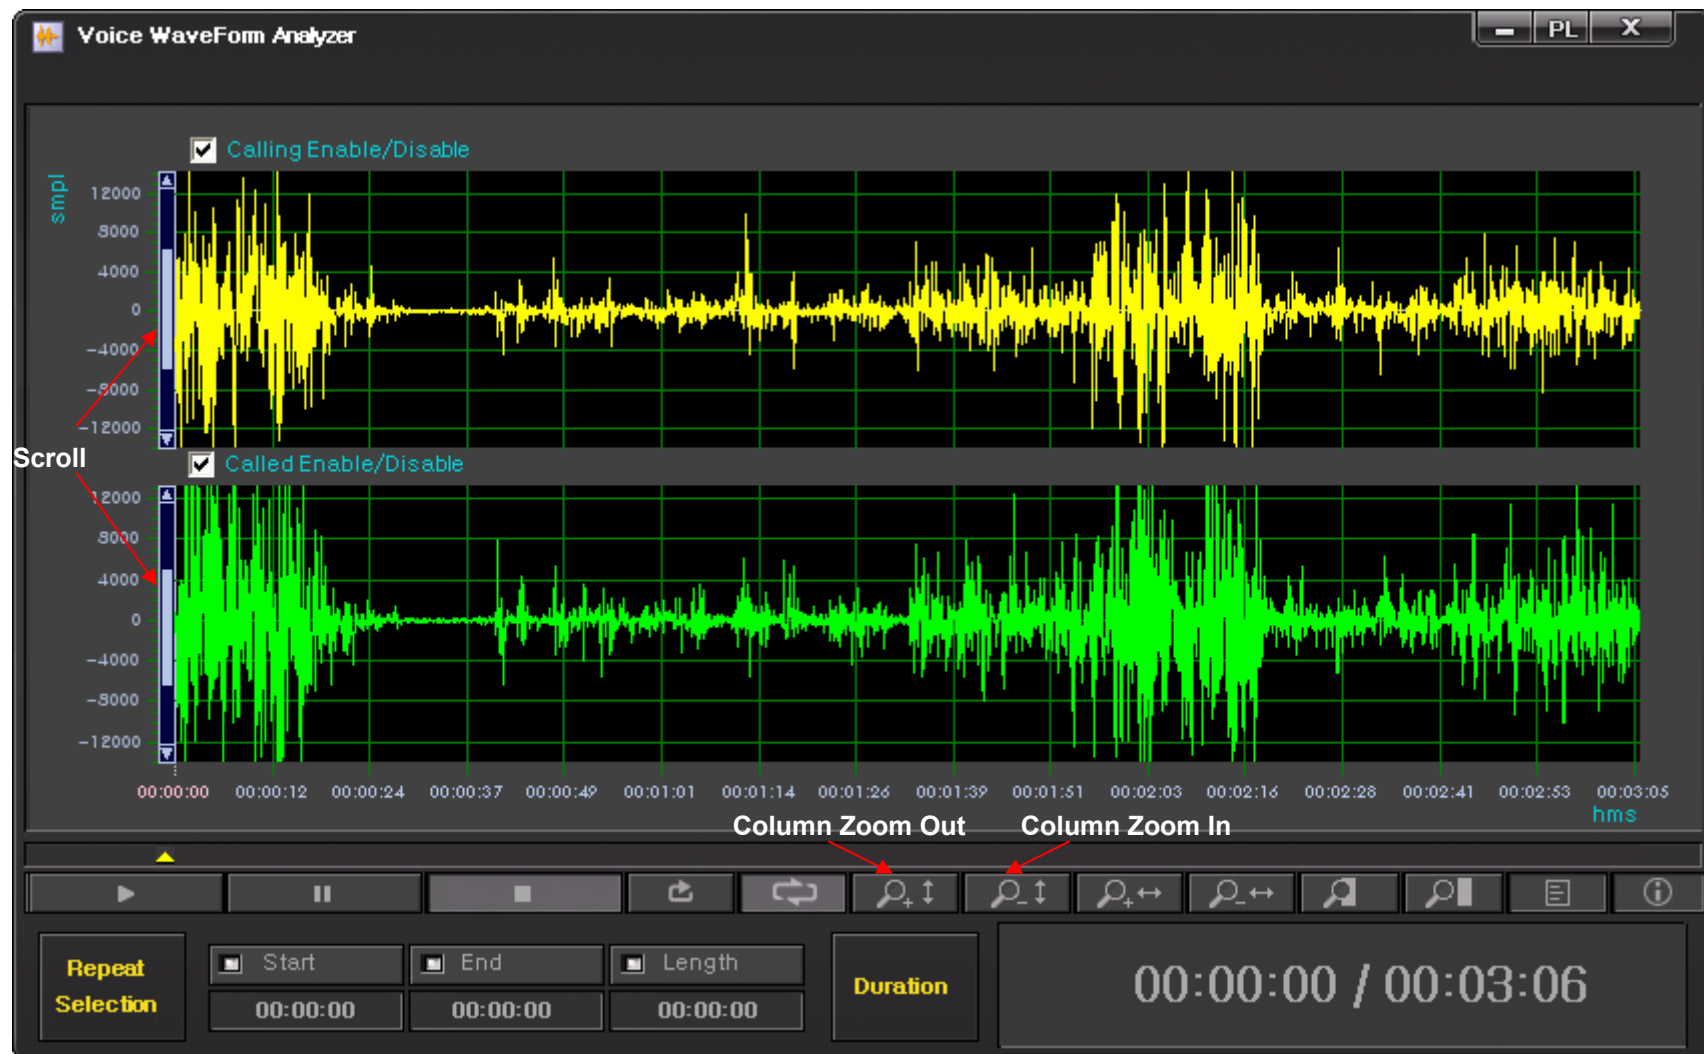 Voice WaveForm Analyzer
PL X
Calling Enable/Disable
smpl
12000
8000
4000
0
-4000
-8000
-12000
Scroll
Called Enable/Disable
12000
8000
4000
0
-4000
-8000
-12000
00:00:00 00:00:12 00:00:24 00:00:37 00:00:49 00:01:01 00:01:14 00:01:26 00:01:39 00:01:51 00:02:03 00:02:16 00:02:28 00:02:41 00:02:53 00:03:05
hms
Column Zoom Out Column Zoom In
Repeat Selection
Start End Length
00:00:00 00:00:00 00:00:00
Duration
00:00:00 / 00:03:06